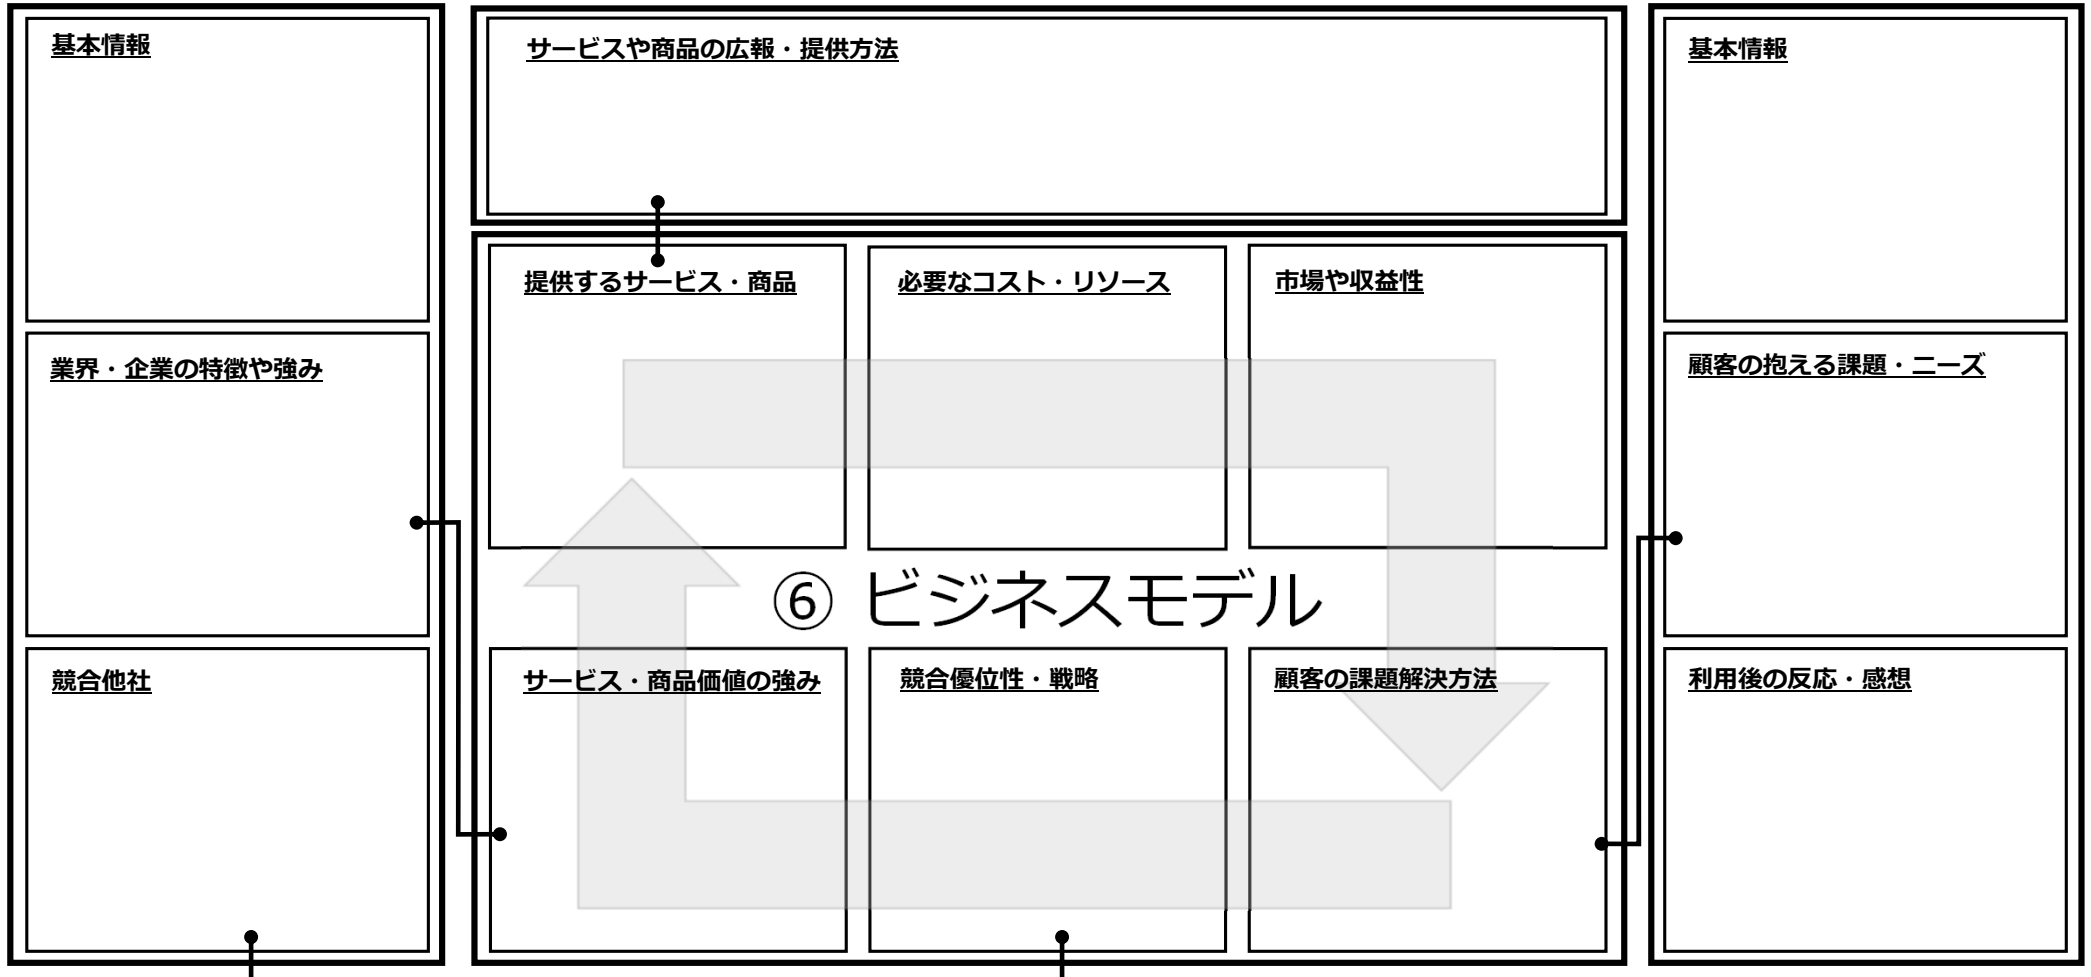 基本情報
業界・企業の特徴や強み
競合他社
サービスや商品の広報・提供方法
提供するサービス・商品
必要なコスト・リソース
市場や収益性
⑥ ビジネスモデル
サービス・商品価値の強み
競合優位性・戦略
顧客の課題解決方法
基本情報
顧客の抱える課題・ニーズ
利用後の反応・感想